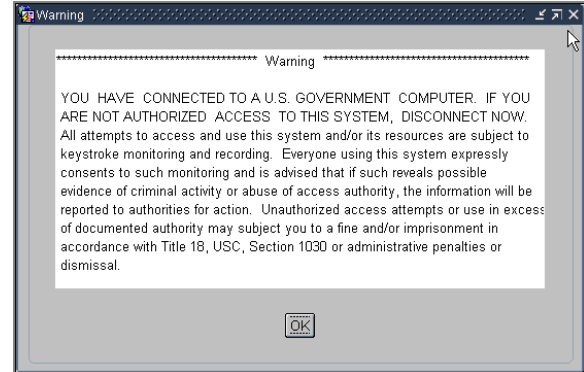 Warning
*************************************** Warning ****************************************
YOU HAVE CONNECTED TO A U.S. GOVERNMENT COMPUTER. IF YOU
ARE NOT AUTHORIZED ACCESS TO THIS SYSTEM, DISCONNECT NOW.
All attempts to access and use this system and/or its resources are subject to
keystroke monitoring and recording. Everyone using this system expressly
consents to such monitoring and is advised that if such reveals possible
evidence of criminal activity or abuse of access authority, the information will be
reported to authorities for action. Unauthorized access attempts or use in excess
of documented authority may subject you to a fine and/or imprisonment in
accordance with Title 18, USC, Section 1030 or administrative penalties or
dismissal.
OK